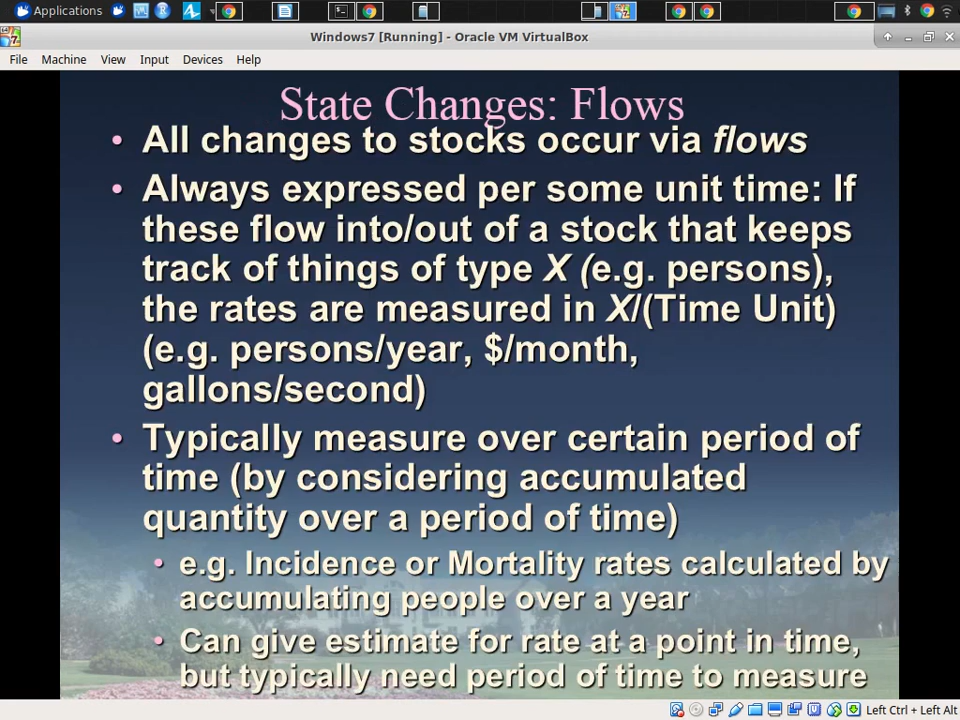 Applications
Windows7 [Running] - Oracle VM VirtualBox
File Machine View Input Devices Help
State Changes: Flows
• All changes to stocks occur via flows
• Always expressed per some unit time: If
these flow into/out of a stock that keeps
track of things of type X (e.g. persons),
the rates are measured in X/(Time Unit)
(e.g. persons/year, $/month,
gallons/second)
• Typically measure over certain period of
time (by considering accumulated
quantity over a period of time)
• e.g. Incidence or Mortality rates calculated by
accumulating people over a year
• Can give estimate for rate at a point in time,
but typically need period of time to measure
Left Ctrl + Left Alt